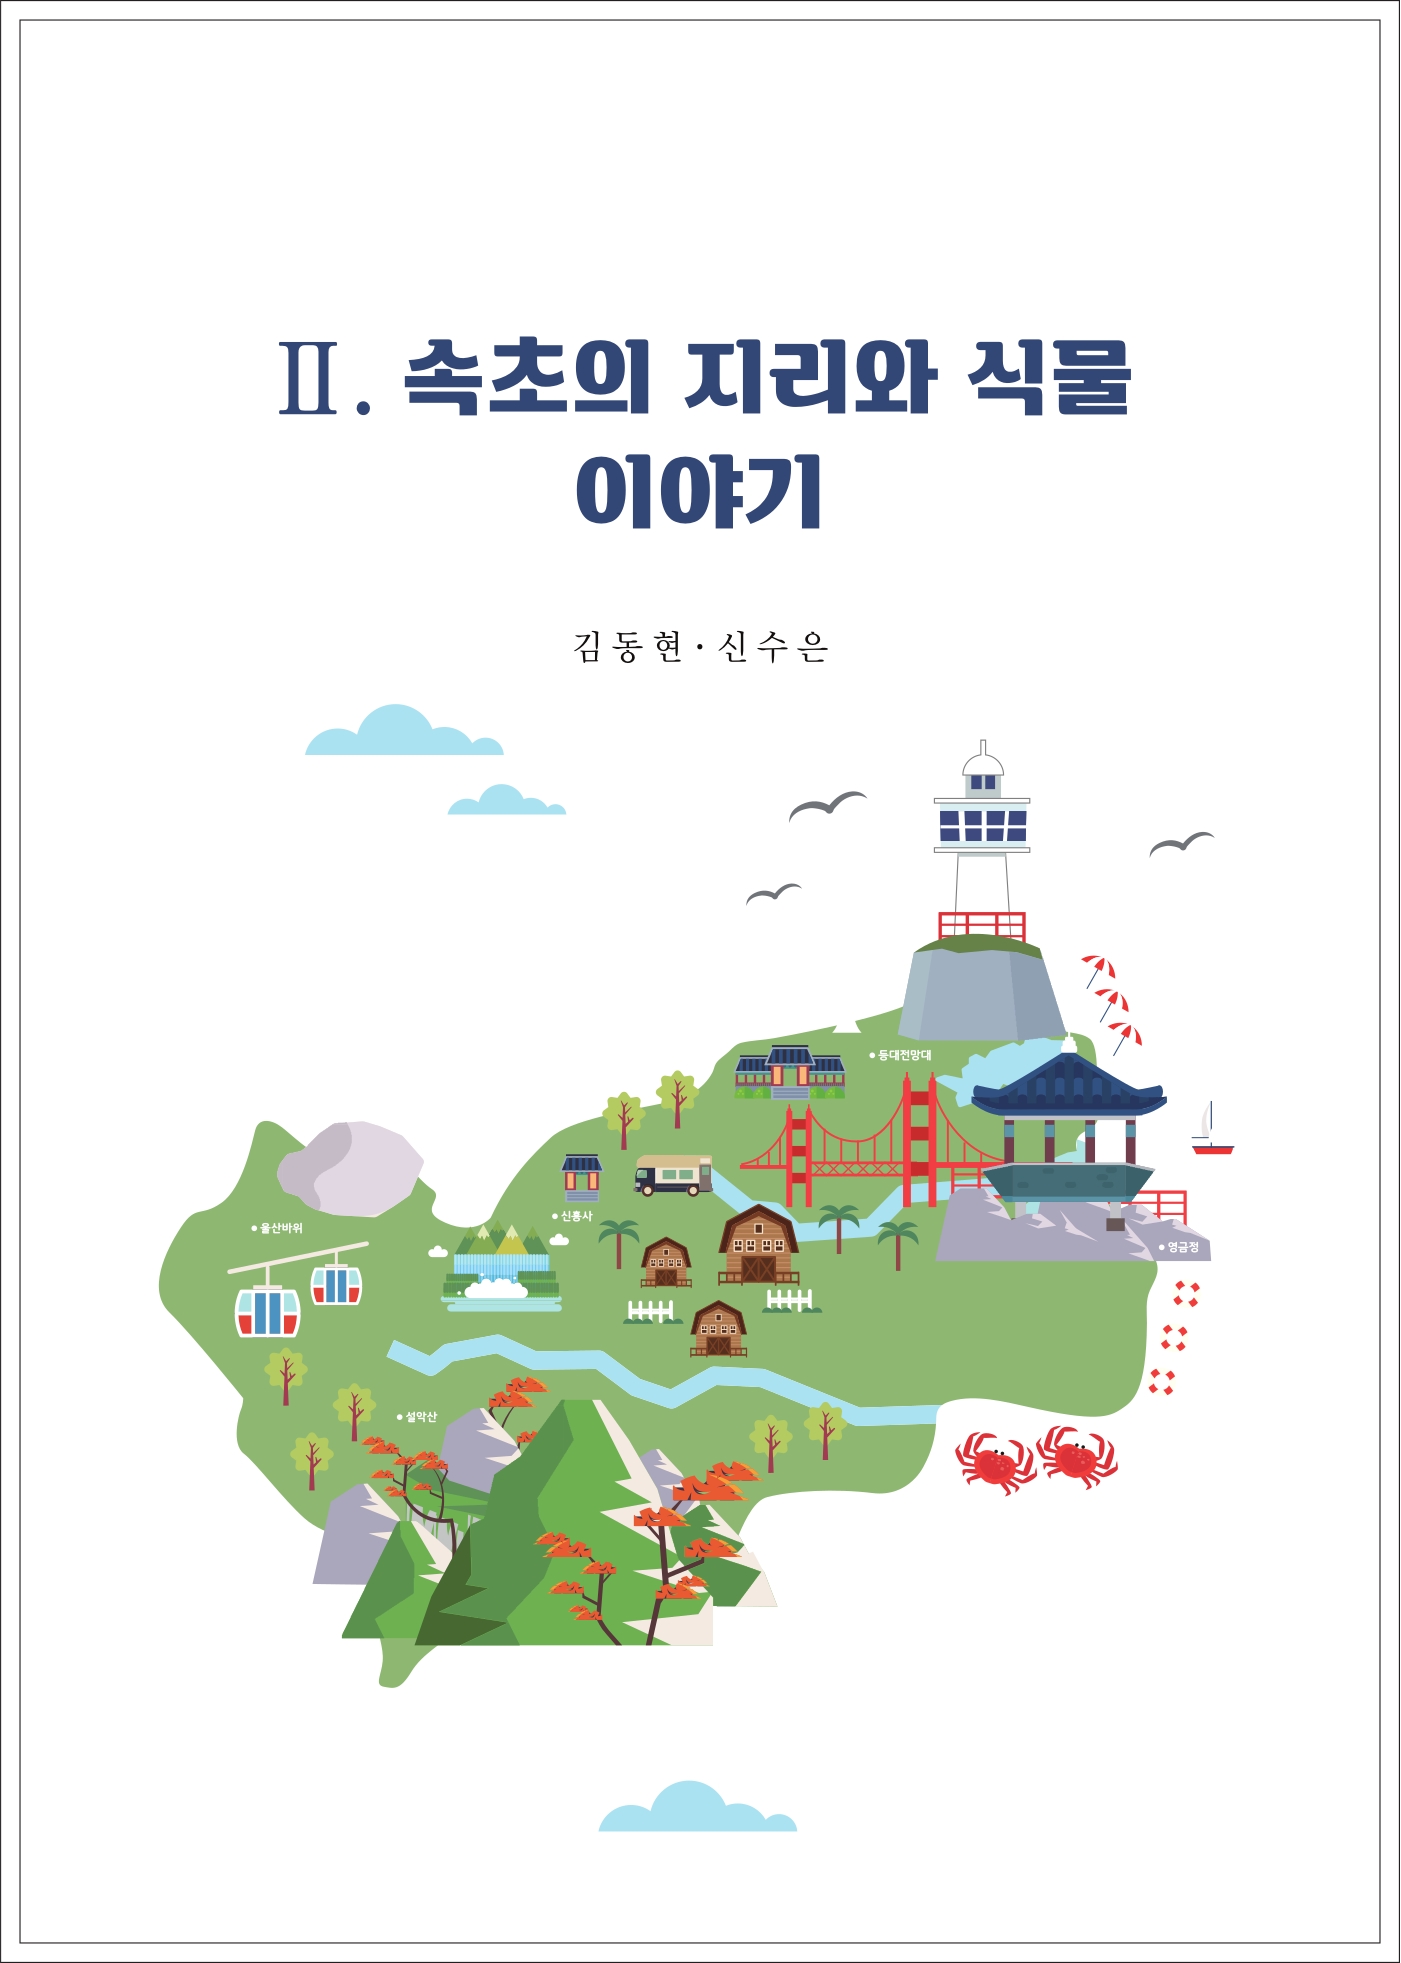 Ⅱ. 속초의 지리와 식물
이야기
김동현·신수은
등대전망대
신흥사
울산바위
영금정
설악산